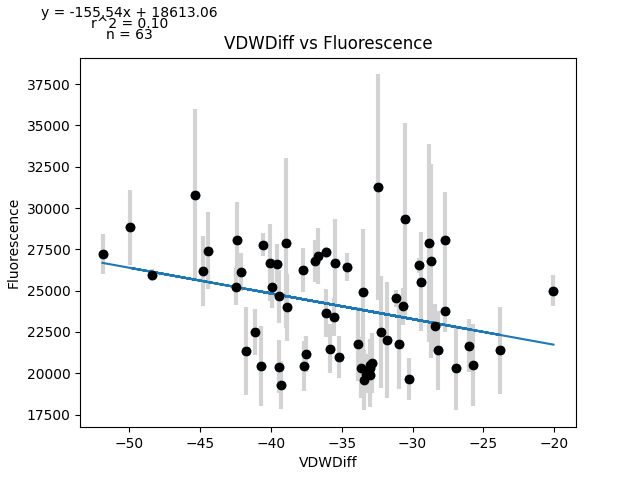 y = -155.54x + 18613.06
r^2 = 0.10
n = 63
VDWDiff vs Fluorescence
37500
35000
32500
30000
27500
25000
22500
20000
17500
Fluorescence
−50 −45 −40 −35 −30 −25 −20
VDWDiff